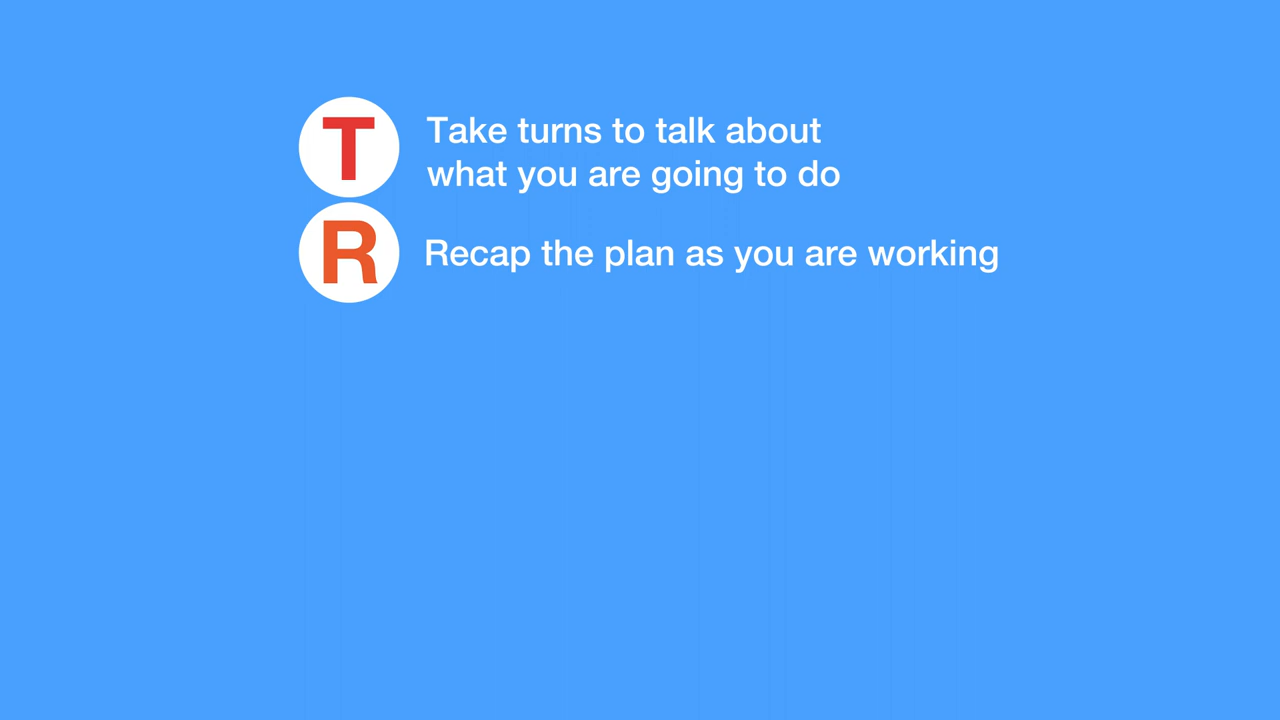 T
Take turns to talk about
what you are going to do
R
Recap the plan as you are working